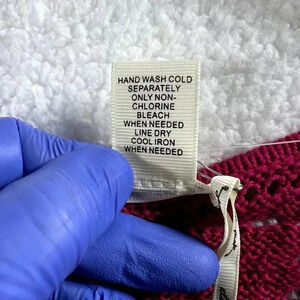 HAND WASH COLD
SEPARATELY
ONLY NON-
CHLORINE
BLEACH
WHEN NEEDED
LINE DRY
COOL IRON
WHEN NEEDED